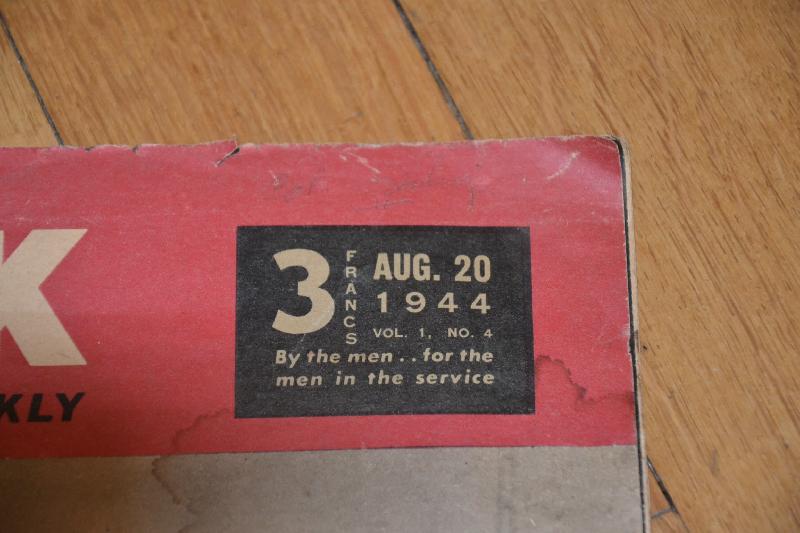 K
KLY
3 FRANCS
AUG. 20
1944
VOL. 1, NO. 4
By the men . . for the
men in the service